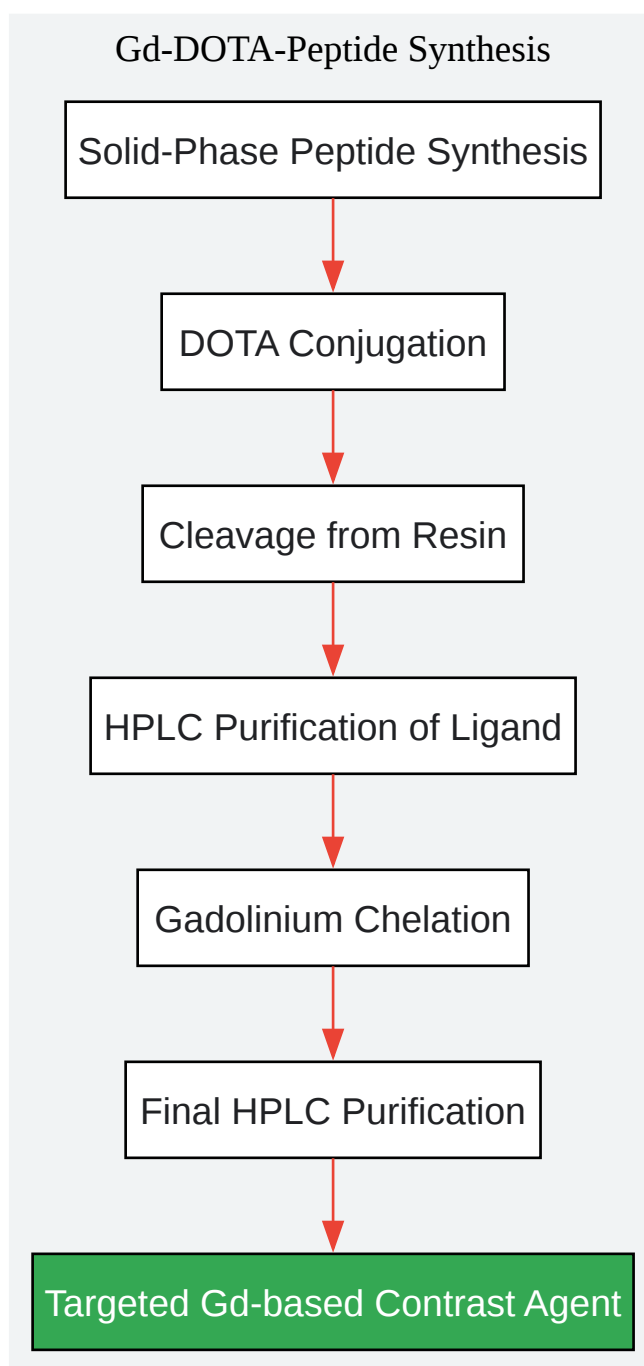 Gd-DOTA-Peptide Synthesis
Solid-Phase Peptide Synthesis
DOTA Conjugation
Cleavage from Resin
HPLC Purification of Ligand
Gadolinium Chelation
Final HPLC Purification
Targeted Gd-based Contrast Agent